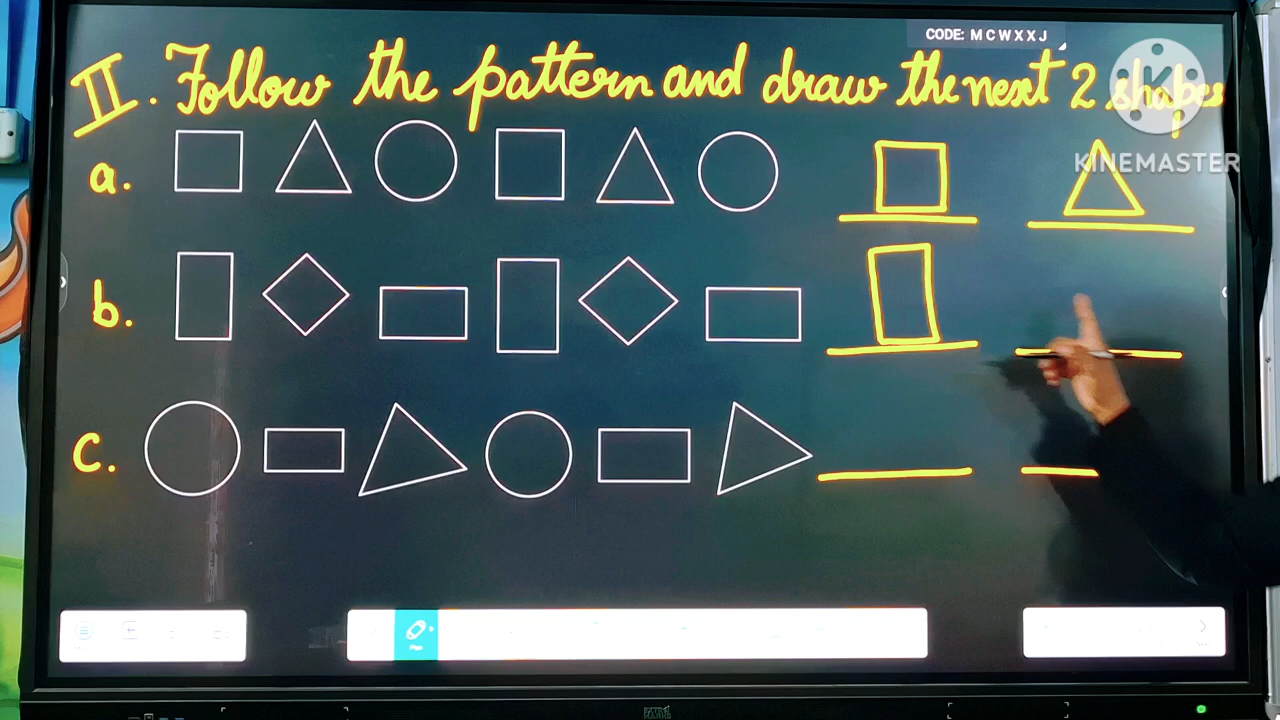 CODE: MCWXXJ
II. Follow the pattern and draw the next 2 shapes
KINEMASTER
a.
b.
c.